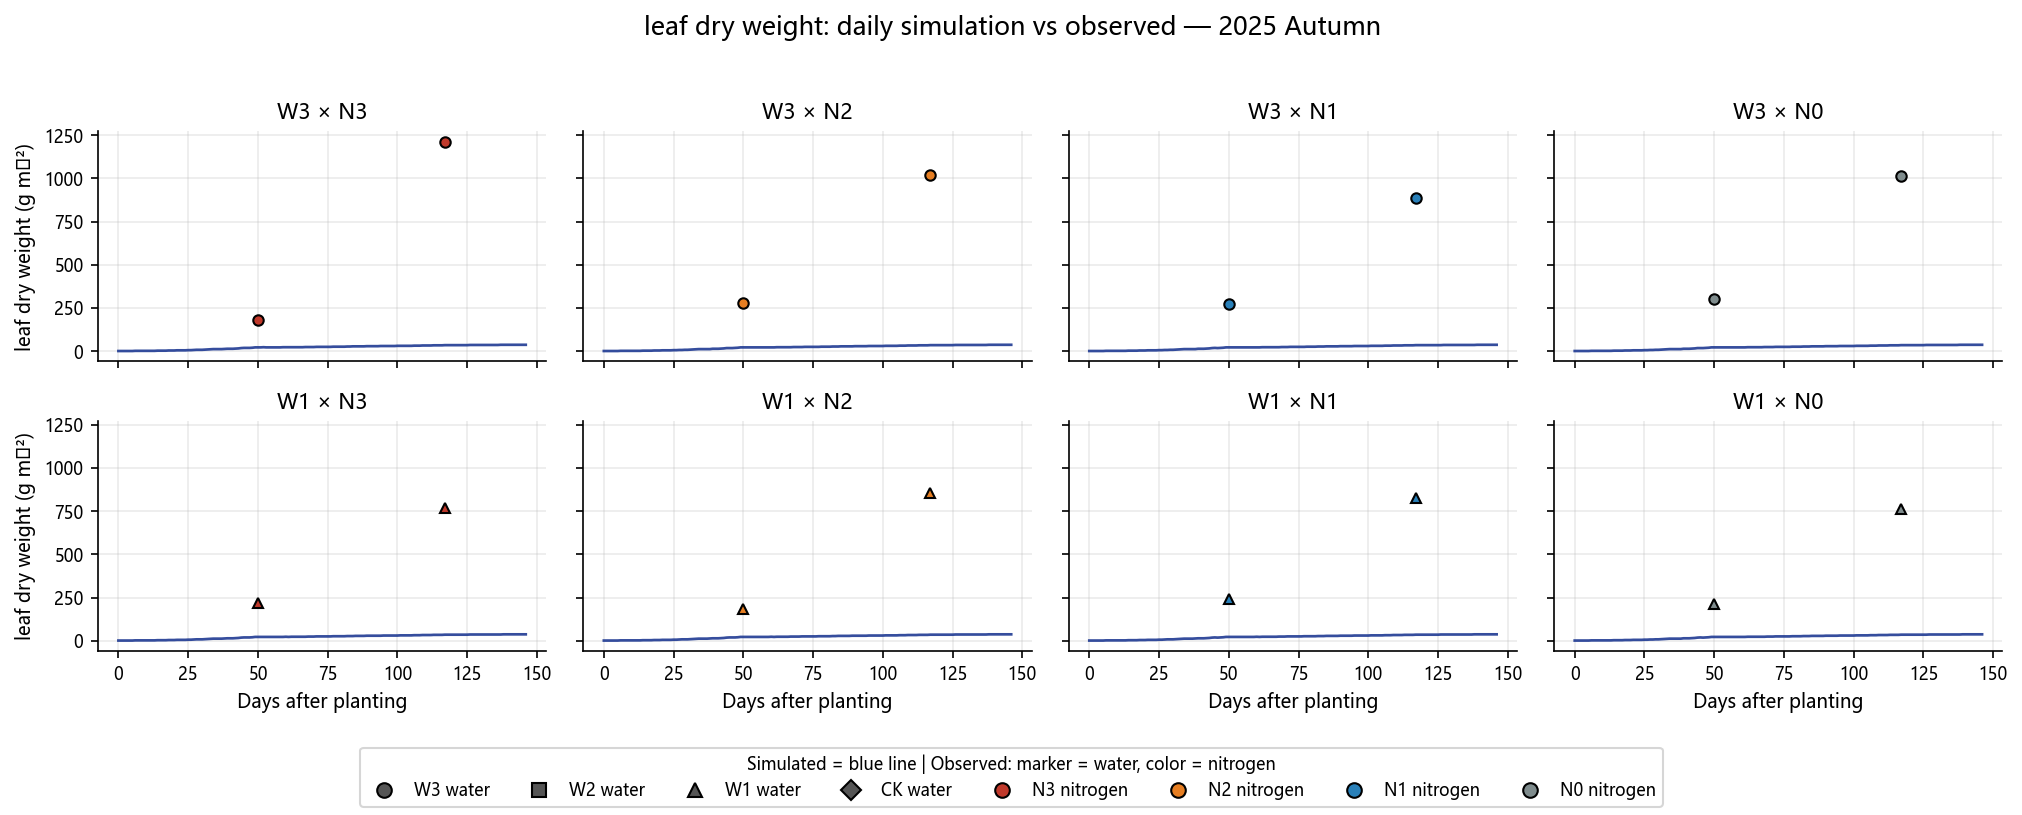 leaf dry weight: daily simulation vs observed — 2025 Autumn
W3 × N3
W3 × N2
W3 × N1
W3 × N0
leaf dry weight (g m□²)
1250
1000
750
500
250
0
W1 × N3
W1 × N2
W1 × N1
W1 × N0
leaf dry weight (g m□²)
1250
1000
750
500
250
0
0 25 50 75 100 125 150
0 25 50 75 100 125 150
0 25 50 75 100 125 150
0 25 50 75 100 125 150
Days after planting
Days after planting
Days after planting
Days after planting
Simulated = blue line | Observed: marker = water, color = nitrogen
W3 water W2 water W1 water CK water N3 nitrogen N2 nitrogen N1 nitrogen N0 nitrogen